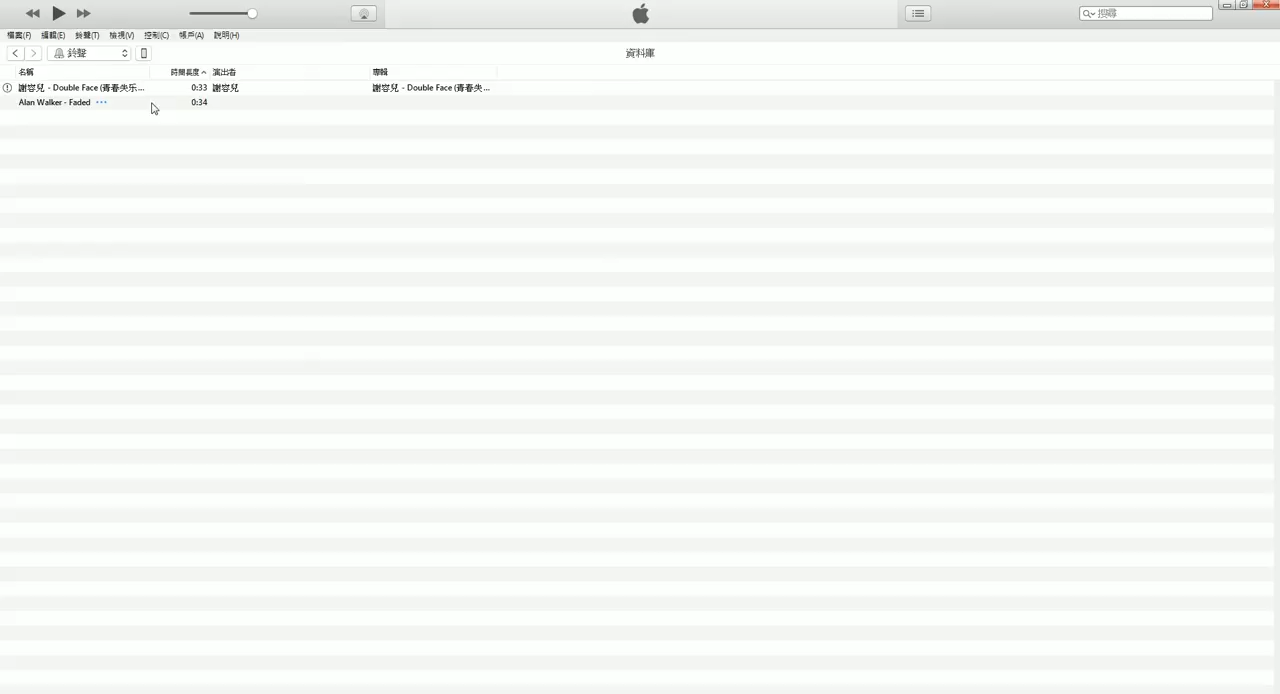 搜尋
檔案(F) 編輯(E) 鈴聲(T) 檢視(V) 控制(C) 帳戶(A) 說明(H)
鈴聲 資料庫
名稱 時間長度 演出者 專輯
謝容兒 - Double Face (青春失乐... 0:33 謝容兒 謝容兒 - Double Face (青春失...
Alan Walker - Faded ••• 0:34